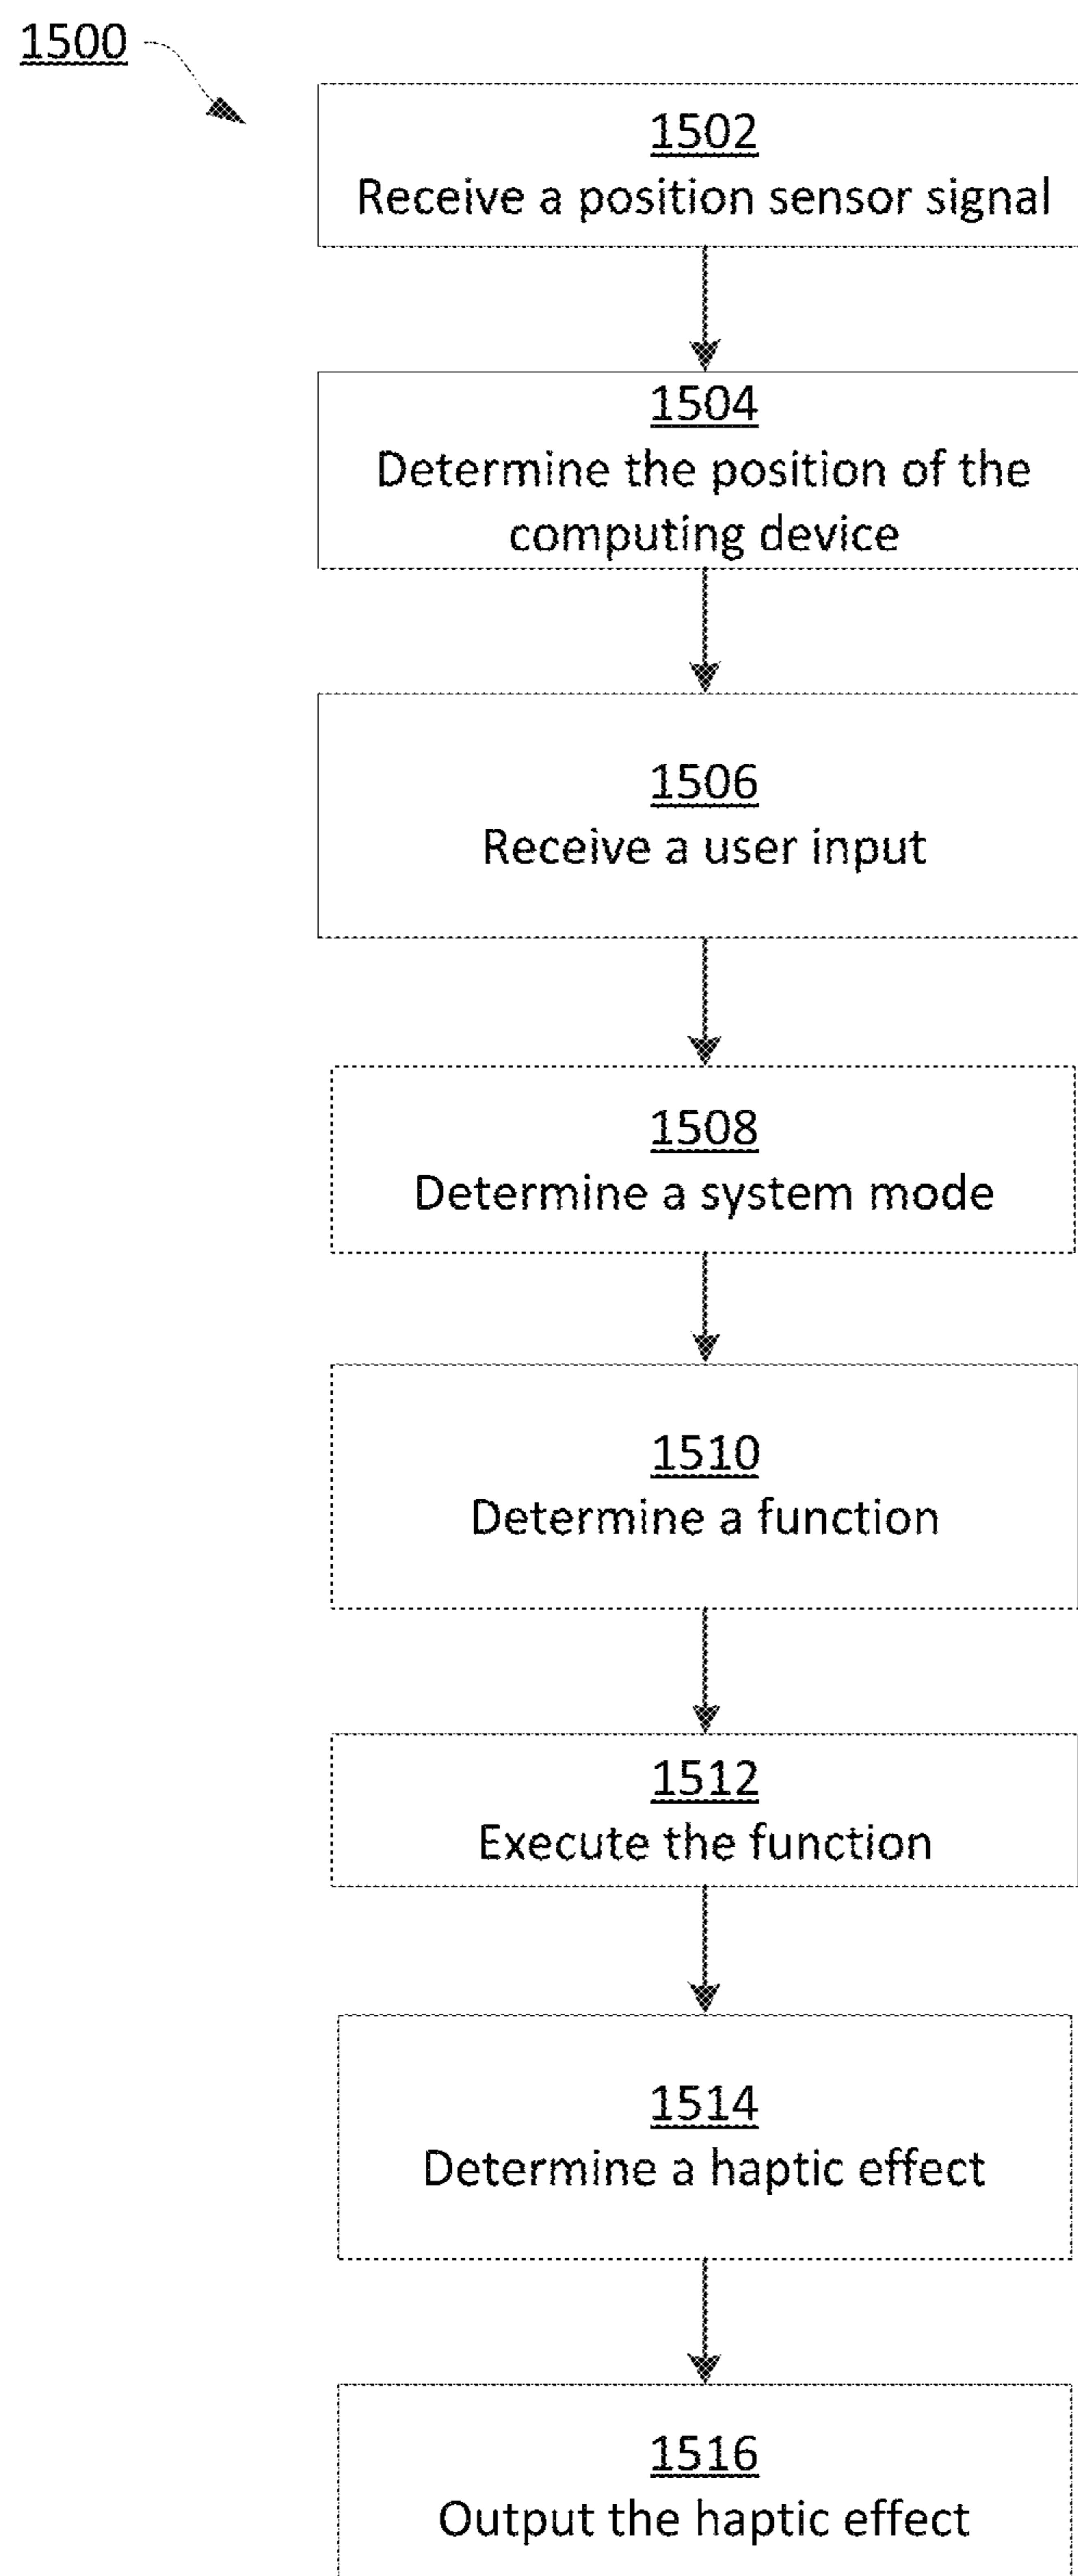 1500
1502
Receive a position sensor signal
1504
Determine the position of the
computing device
1506
Receive a user input
1508
Determine a system mode
1510
Determine a function
1512
Execute the function
1514
Determine a haptic effect
1516
Output the haptic effect